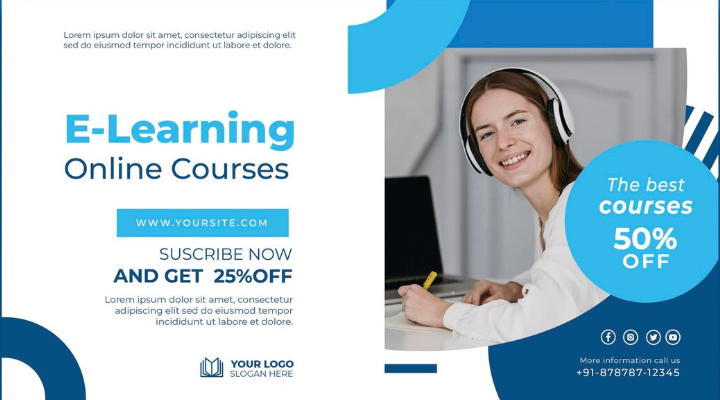 Lorem ipsum dolor sit amet, consectetur adipiscing elit
sed do eiusmod tempor incididunt ut labore et dolore.
E-Learning
Online Courses
WWW.YOURSITE.COM
SUSCRIBE NOW
AND GET 25%OFF
Lorem ipsum dolor sit amet, consectetur
adipiscing elit sed do eiusmod tempor
incididunt ut labore et dolore.
YOUR LOGO
SLOGAN HERE
The best
courses
50%
OFF
More information call us
+91-878787-12345